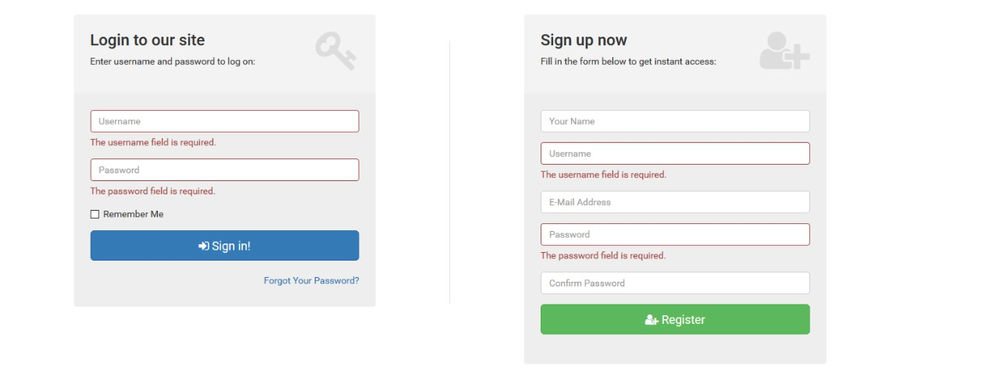 Login to our site
Enter username and password to log on:
Username
The username field is required.
Password
The password field is required.
Remember Me
Sign in!
Forgot Your Password?
Sign up now
Fill in the form below to get instant access:
Your Name
Username
The username field is required.
E-Mail Address
Password
The password field is required.
Confirm Password
Register